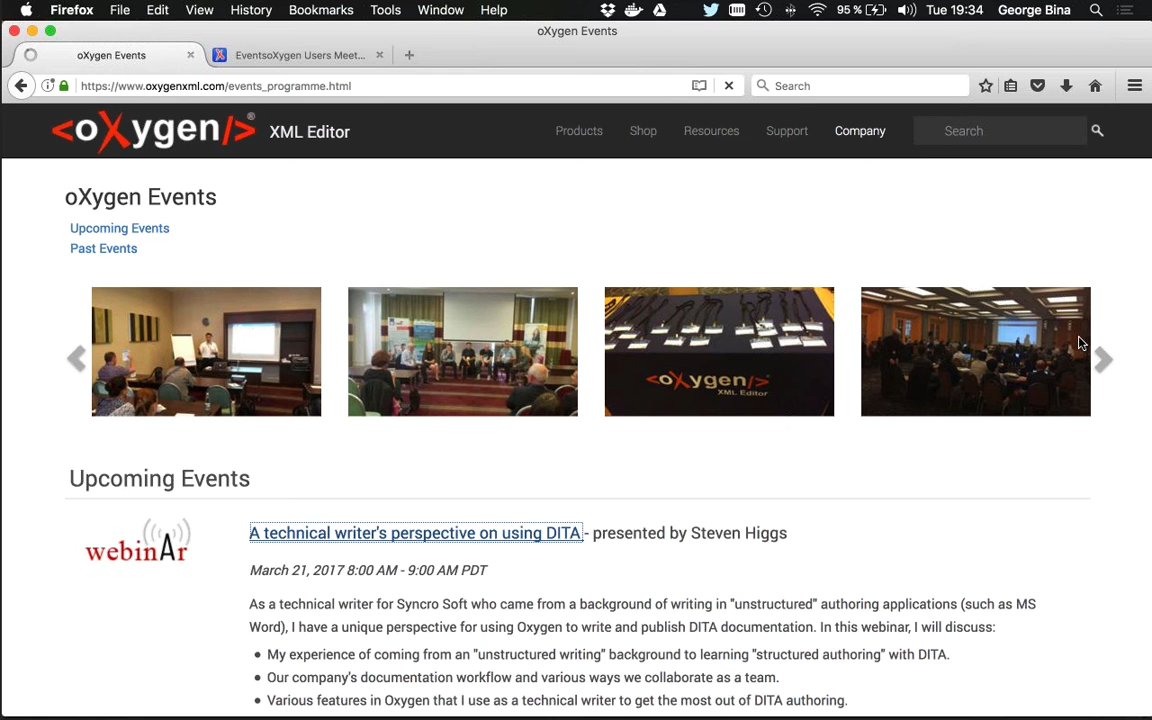 Firefox File Edit View History Bookmarks Tools Window Help 95 % Tue 19:34 George Bina
oXygen Events
oXygen Events EventsoXygen Users Meet...
https://www.oxygenxml.com/events_programme.html Search
<oXygen/>® XML Editor Products Shop Resources Support Company Search
oXygen Events
Upcoming Events
Past Events
<oXygen/>
XML Editor
Upcoming Events
webinAr
A technical writer's perspective on using DITA - presented by Steven Higgs
March 21, 2017 8:00 AM - 9:00 AM PDT
As a technical writer for Syncro Soft who came from a background of writing in "unstructured" authoring applications (such as MS
Word), I have a unique perspective for using Oxygen to write and publish DITA documentation. In this webinar, I will discuss:
• My experience of coming from an "unstructured writing" background to learning "structured authoring" with DITA.
• Our company's documentation workflow and various ways we collaborate as a team.
• Various features in Oxygen that I use as a technical writer to get the most out of DITA authoring.